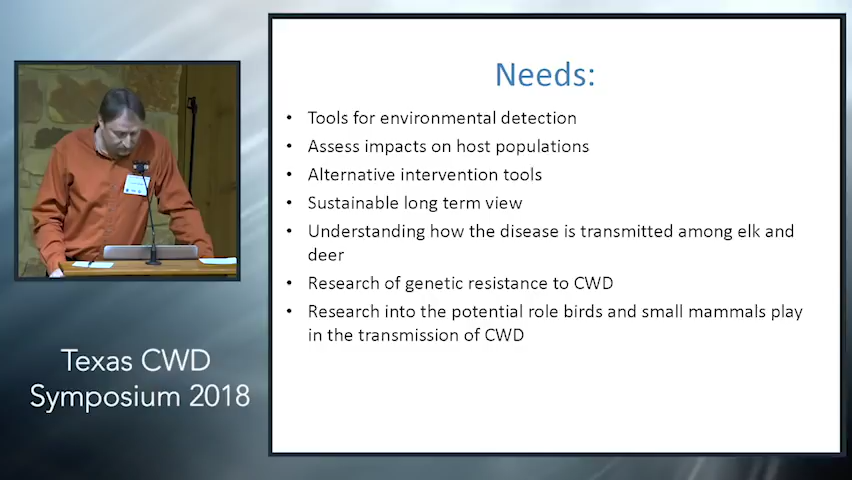 Needs:
• Tools for environmental detection
• Assess impacts on host populations
• Alternative intervention tools
• Sustainable long term view
• Understanding how the disease is transmitted among elk and
deer
• Research of genetic resistance to CWD
• Research into the potential role birds and small mammals play
in the transmission of CWD
Texas CWD
Symposium 2018